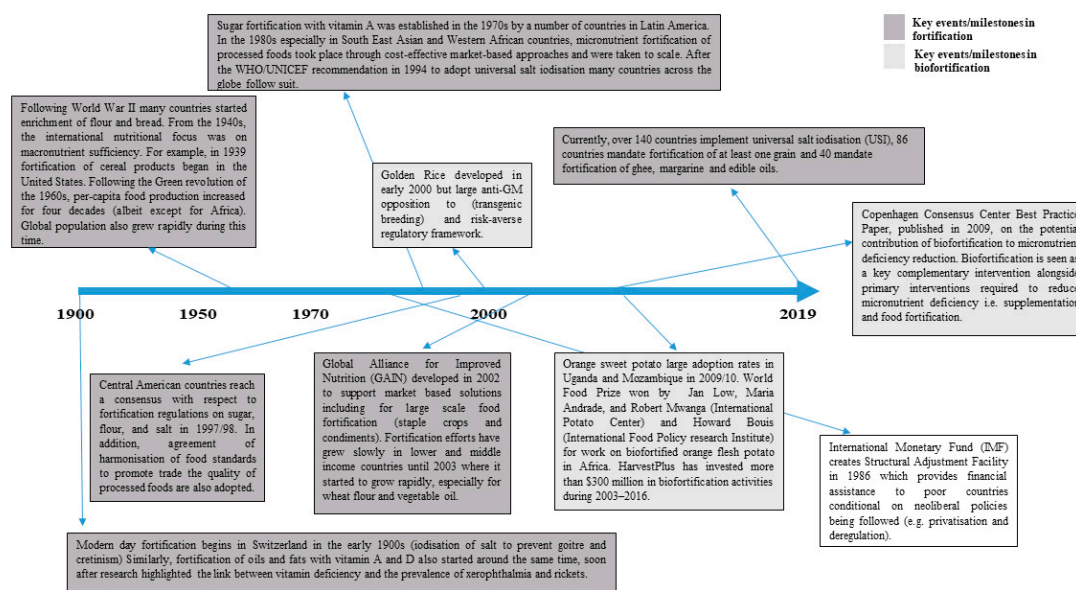 Sugar fortification with vitamin A was established in the 1970s by a number of countries in Latin America.
In the 1980s especially in South East Asian and Western African countries, micronutrient fortification of
processed foods took place through cost-effective market-based approaches and were taken to scale. After
the WHO/UNICEF recommendation in 1994 to adopt universal salt iodisation many countries across the
globe follow suit.
Key events/milestones in
fortification
Key events/milestones in
biofortification
Following World War II many countries started
enrichment of flour and bread. From the 1940s,
the international nutritional focus was on
macronutrient sufficiency. For example, in 1939
fortification of cereal products began in the
United States. Following the Green revolution of
the 1960s, per-capita food production increased
for four decades (albeit except for Africa).
Global population also grew rapidly during this
time.
Golden Rice developed in
early 2000 but large anti-GM
opposition to (transgenic
breeding) and risk-averse
regulatory framework.
Currently, over 140 countries implement universal salt iodisation (USI), 86
countries mandate fortification of at least one grain and 40 mandate
fortification of ghee, margarine and edible oils.
Copenhagen Consensus Center Best Practice
Paper, published in 2009, on the potential
contribution of biofortification to micronutrient
deficiency reduction. Biofortification is seen as
a key complementary intervention alongside
primary interventions required to reduce
micronutrient deficiency i.e. supplementation
and food fortification.
1900
1950
1970
2000
2019
Central American countries reach
a consensus with respect to
fortification regulations on sugar,
flour, and salt in 1997/98. In
addition, agreement of
harmonisation of food standards
to promote trade the quality of
processed foods are also adopted.
Global Alliance for Improved
Nutrition (GAIN) developed in 2002
to support market based solutions
including for large scale food
fortification (staple crops and
condiments). Fortification efforts have
grew slowly in lower and middle
income countries until 2003 where it
started to grow rapidly, especially for
wheat flour and vegetable oil.
Orange sweet potato large adoption rates in
Uganda and Mozambique in 2009/10. World
Food Prize won by Jan Low, Maria
Andrade, and Robert Mwanga (International
Potato Center) and Howard Bouis
(International Food Policy research Institute)
for work on biofortified orange flesh potato
in Africa. HarvestPlus has invested more
than $300 million in biofortification activities
during 2003–2016.
International Monetary Fund (IMF)
creates Structural Adjustment Facility
in 1986 which provides financial
assistance to poor countries
conditional on neoliberal policies
being followed (e.g. privatisation and
deregulation).
Modern day fortification begins in Switzerland in the early 1900s (iodisation of salt to prevent goitre and
cretinism) Similarly, fortification of oils and fats with vitamin A and D also started around the same time, soon
after research highlighted the link between vitamin deficiency and the prevalence of xerophthalmia and rickets.